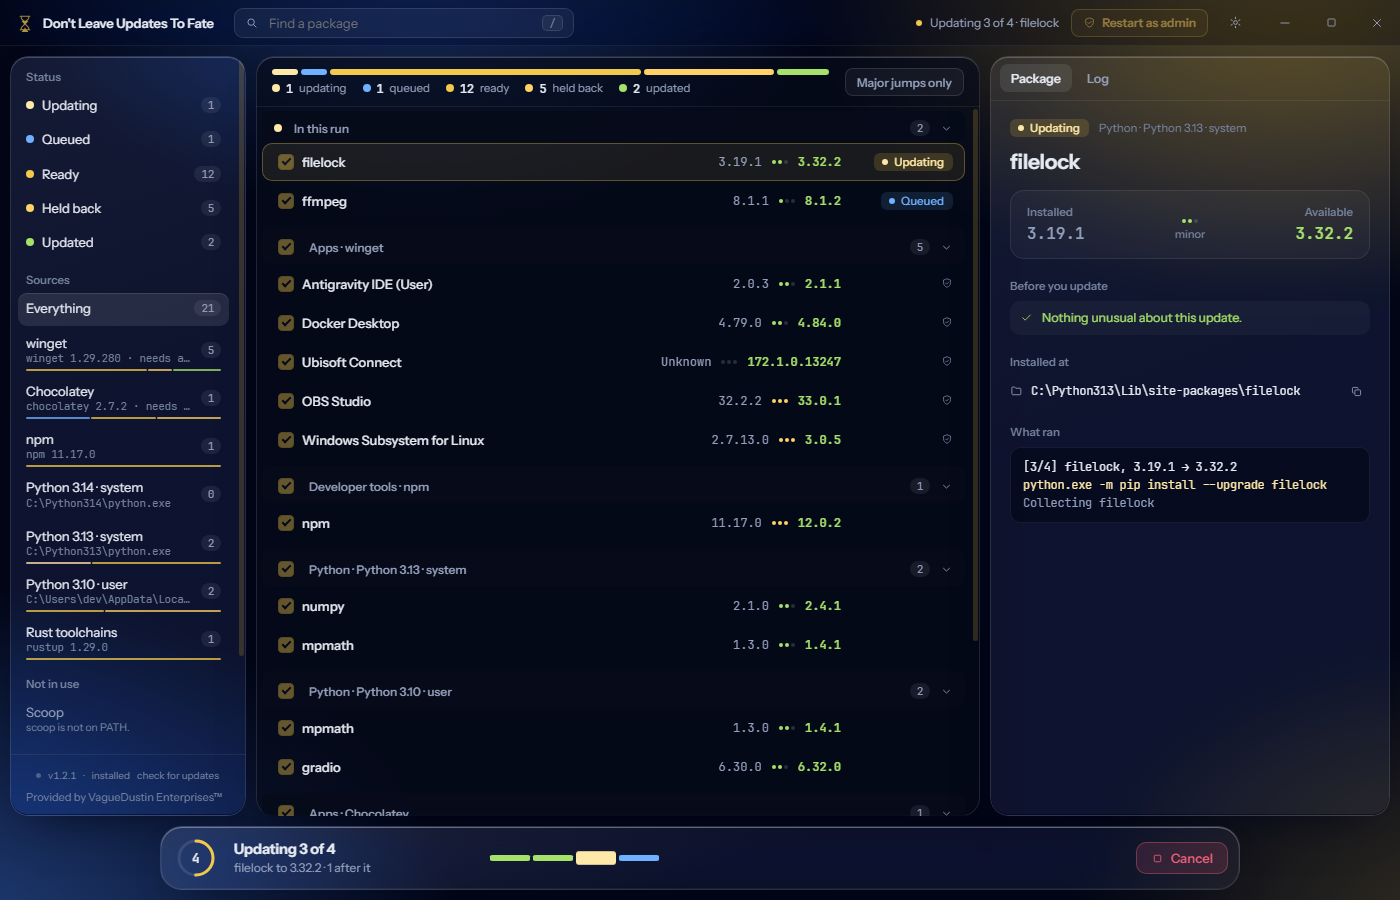 Don't Leave Updates To Fate
Find a package
/
Updating 3 of 4 · filelock
Restart as admin
Status
Updating 1
Queued 1
Ready 12
Held back 5
Updated 2
Sources
Everything 21
winget 5
winget 1.29.280 · needs a…
Chocolatey 1
chocolatey 2.7.2 · needs …
npm 1
npm 11.17.0
Python 3.14 · system 0
C:\Python314\python.exe
Python 3.13 · system 2
C:\Python313\python.exe
Python 3.10 · user 2
C:\Users\dev\AppData\Loca…
Rust toolchains 1
rustup 1.29.0
Not in use
Scoop
scoop is not on PATH.
v1.2.1 · installed check for updates
Provided by VagueDustin Enterprises™
1 updating 1 queued 12 ready 5 held back 2 updated
Major jumps only
In this run 2
filelock 3.19.1 3.32.2 Updating
ffmpeg 8.1.1 8.1.2 Queued
Apps · winget 5
Antigravity IDE (User) 2.0.3 2.1.1
Docker Desktop 4.79.0 4.84.0
Ubisoft Connect Unknown 172.1.0.13247
OBS Studio 32.2.2 33.0.1
Windows Subsystem for Linux 2.7.13.0 3.0.5
Developer tools · npm 1
npm 11.17.0 12.0.2
Python · Python 3.13 · system 2
numpy 2.1.0 2.4.1
mpmath 1.3.0 1.4.1
Python · Python 3.10 · user 2
mpmath 1.3.0 1.4.1
gradio 6.30.0 6.32.0
Apps · Chocolatey 1
Package Log
Updating Python · Python 3.13 · system
filelock
Installed Available
3.19.1 minor 3.32.2
Before you update
Nothing unusual about this update.
Installed at
C:\Python313\Lib\site-packages\filelock
What ran
[3/4] filelock, 3.19.1 → 3.32.2
python.exe -m pip install --upgrade filelock
Collecting filelock
4
Updating 3 of 4
filelock to 3.32.2 · 1 after it
Cancel